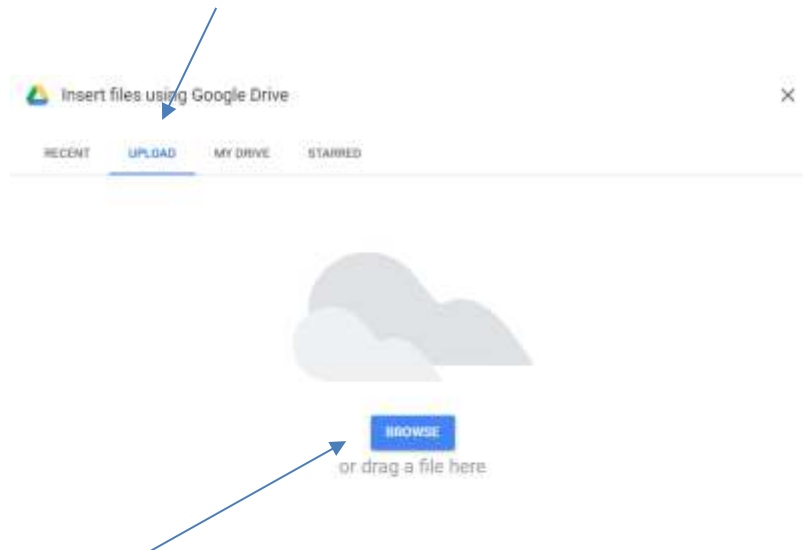 Insert files using Google Drive
RECENT UPLOAD MY DRIVE STARRED
BROWSE
or drag a file here